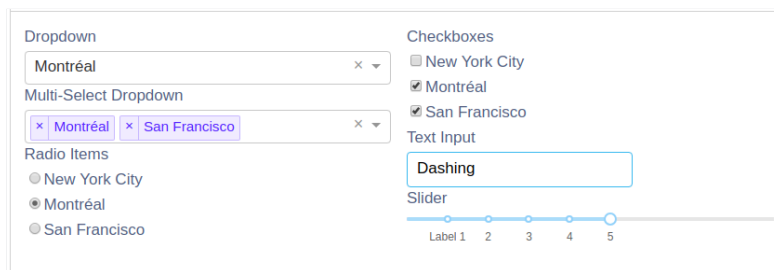 Dropdown
Montréal
Multi-Select Dropdown
× Montréal × San Francisco
Radio Items
New York City
Montréal
San Francisco
Checkboxes
New York City
Montréal
San Francisco
Text Input
Dashing
Slider
Label 1 2 3 4 5